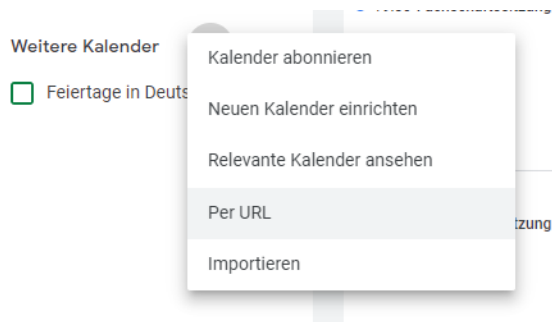 Weitere Kalender
Feiertage in Deuts
Kalender abonnieren
Neuen Kalender einrichten
Relevante Kalender ansehen
Per URL
Importieren
tzung